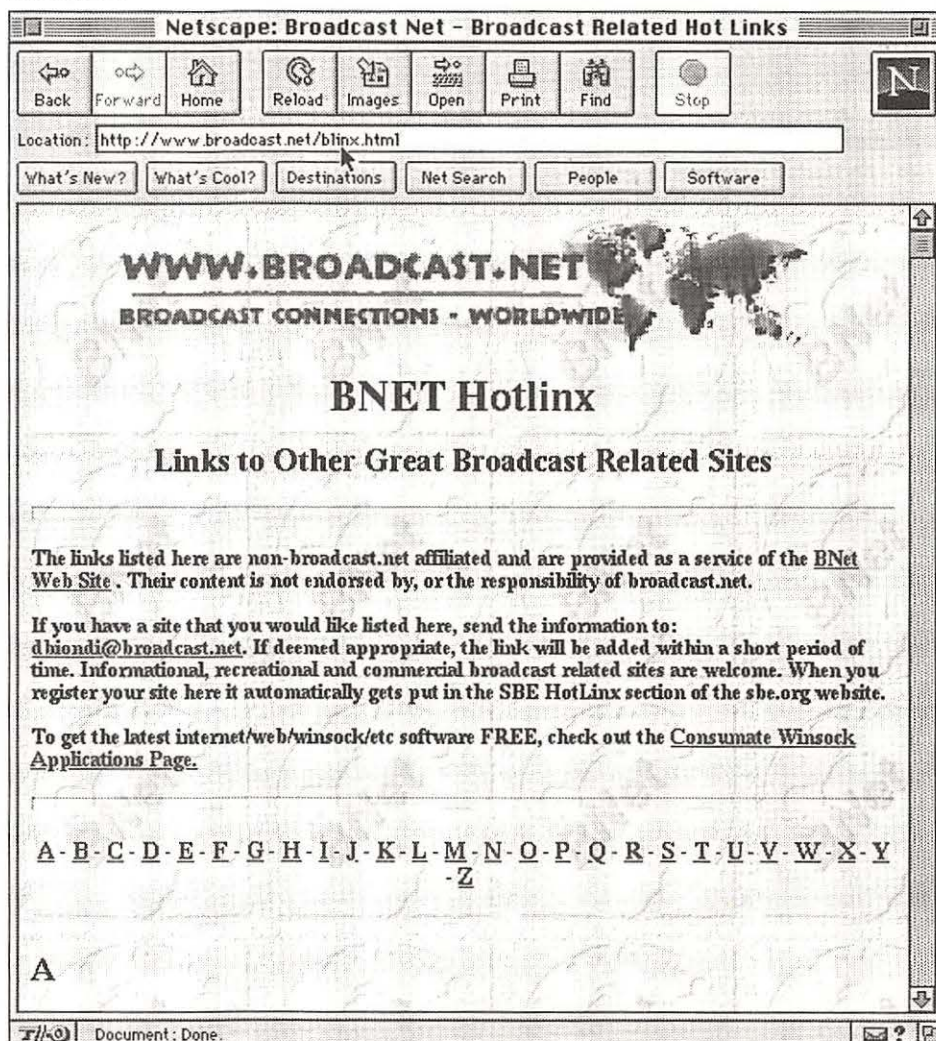 Netscape: Broadcast Net – Broadcast Related Hot Links
Back Forward Home Reload Images Open Print Find Stop
N
Location: http://www.broadcast.net/blinx.html
What's New? What's Cool? Destinations Net Search People Software
WWW.BROADCAST.NET
BROADCAST CONNECTIONS - WORLDWIDE
BNET Hotlinx
Links to Other Great Broadcast Related Sites
The links listed here are non-broadcast.net affiliated and are provided as a service of the BNet
Web Site . Their content is not endorsed by, or the responsibility of broadcast.net.
If you have a site that you would like listed here, send the information to:
dbiondi@broadcast.net. If deemed appropriate, the link will be added within a short period of
time. Informational, recreational and commercial broadcast related sites are welcome. When you
register your site here it automatically gets put in the SBE HotLinx section of the sbe.org website.
To get the latest internet/web/winsock/etc software FREE, check out the Consumate Winsock
Applications Page.
A - B - C - D - E - F - G - H - I - J - K - L - M - N - O - P - Q - R - S - T - U - V - W - X - Y
- Z
A
Document: Done.
?